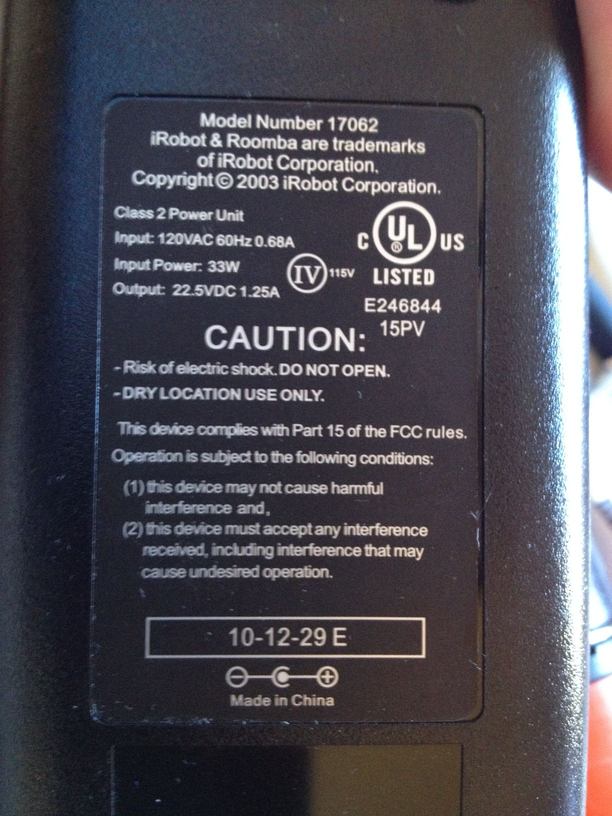 Model Number 17062
iRobot & Roomba are trademarks
of iRobot Corporation.
Copyright © 2003 iRobot Corporation.
Class 2 Power Unit
Input: 120VAC 60Hz 0.68A
Input Power: 33W
Output: 22.5VDC 1.25A
IV 115V
C UL ® US
LISTED
E246844
15PV
CAUTION:
- Risk of electric shock. DO NOT OPEN.
- DRY LOCATION USE ONLY.
This device complies with Part 15 of the FCC rules.
Operation is subject to the following conditions:
(1) this device may not cause harmful
interference and,
(2) this device must accept any interference
received, including interference that may
cause undesired operation.
10-12-29 E
Made in China